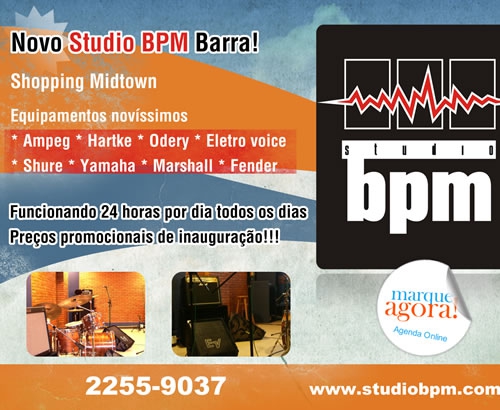 Novo Studio BPM Barra!
Shopping Midtown
Equipamentos novíssimos
* Ampeg * Hartke * Odery * Eletro voice
* Shure * Yamaha * Marshall * Fender
Funcionando 24 horas por dia todos os dias
Preços promocionais de inauguração!!!
studio
bpm
marque
agora!
Agenda Online
2255-9037
www.studiobpm.com